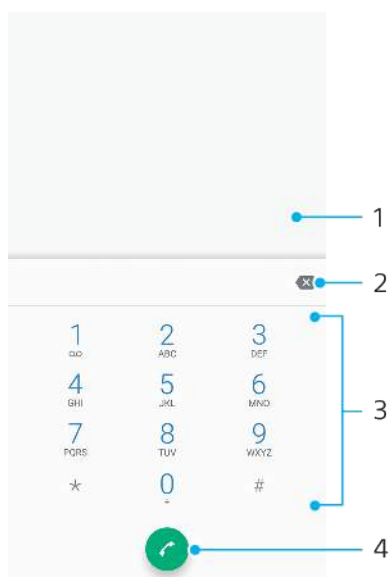 1
2
1 2 3
ABC DEF
4 5 6
GHI JKL MNO
3
7 8 9
PQRS TUV WXYZ
* 0 #
+
4